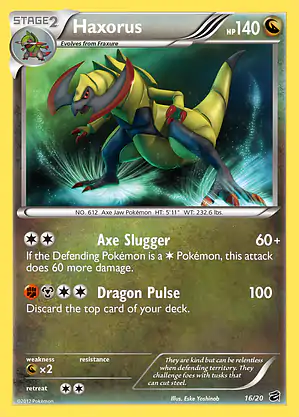 STAGE 2 Haxorus HP 140
Evolves from Fraxure
NO. 612 Axe Jaw Pokémon HT: 5'11" WT: 232.6 lbs.
Axe Slugger 60+
If the Defending Pokémon is a Pokémon, this attack
does 60 more damage.
Dragon Pulse 100
Discard the top card of your deck.
weakness resistance
×2
They are kind but can be relentless
when defending territory. They
challenge foes with tusks that
can cut steel.
retreat
©2012 Pokémon
Illus. Eske Yoshinob
16/20